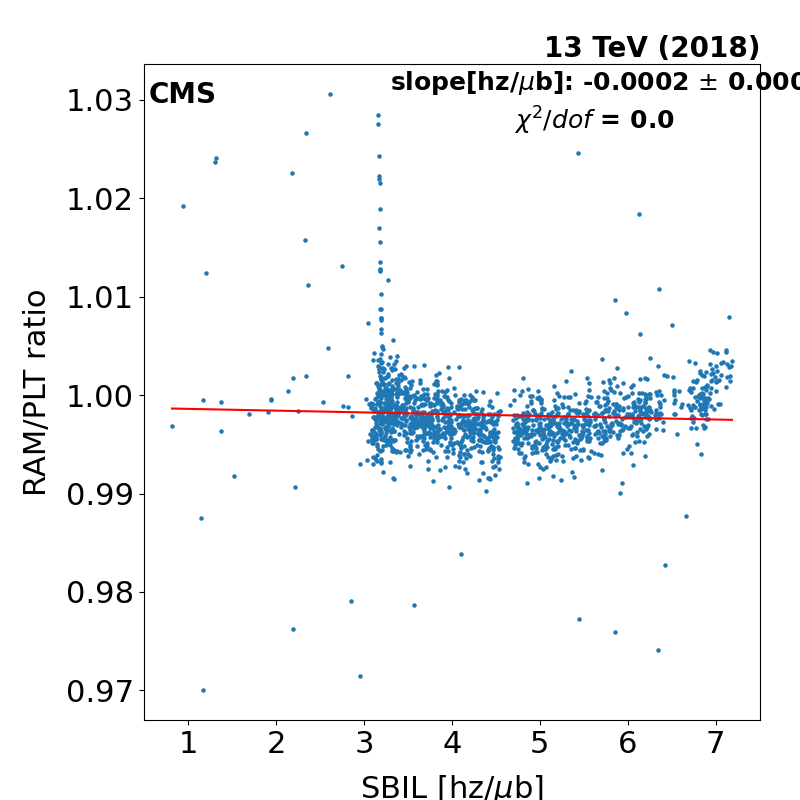 13 TeV (2018)
CMS
slope[hz/μb]: -0.0002 ± 0.000
χ²/dof = 0.0
RAM/PLT ratio
1.03
1.02
1.01
1.00
0.99
0.98
0.97
1 2 3 4 5 6 7
SBIL [hz/μb]